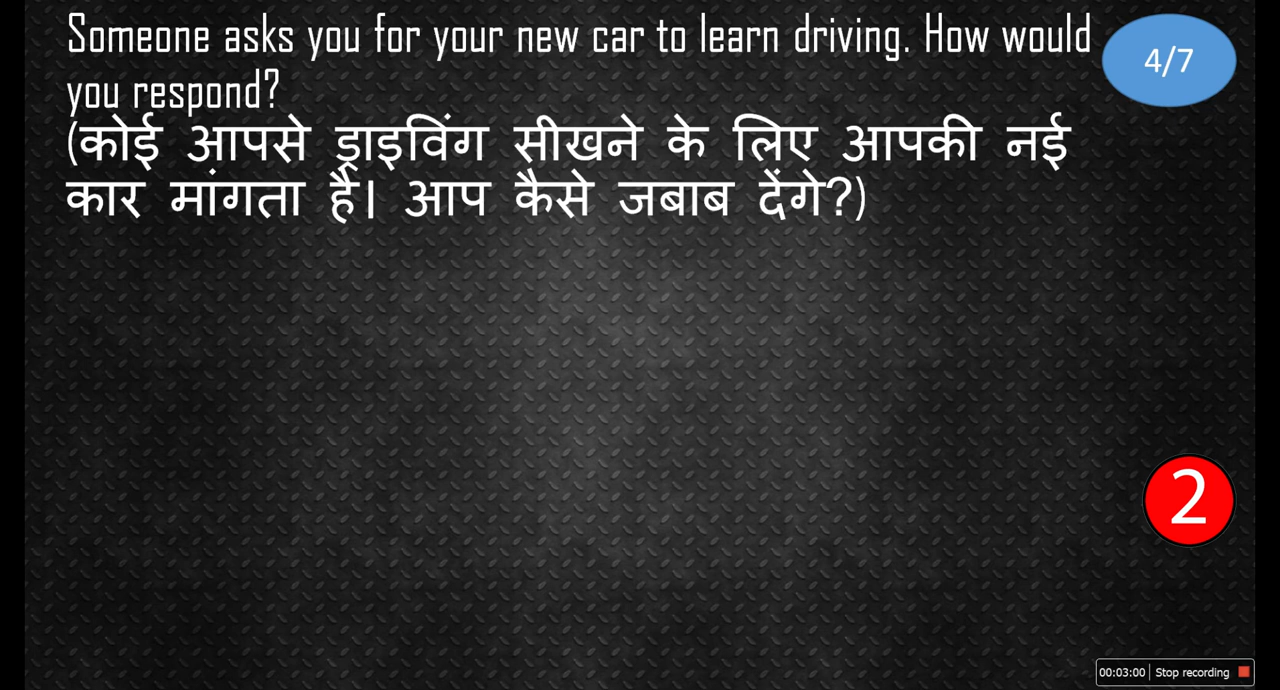 Someone asks you for your new car to learn driving. How would
you respond?
(कोई आपसे ड्राइविंग सीखने के लिए आपकी नई
कार मांगता है। आप कैसे जबाब देंगे?)
4/7
2
00:03:00 Stop recording